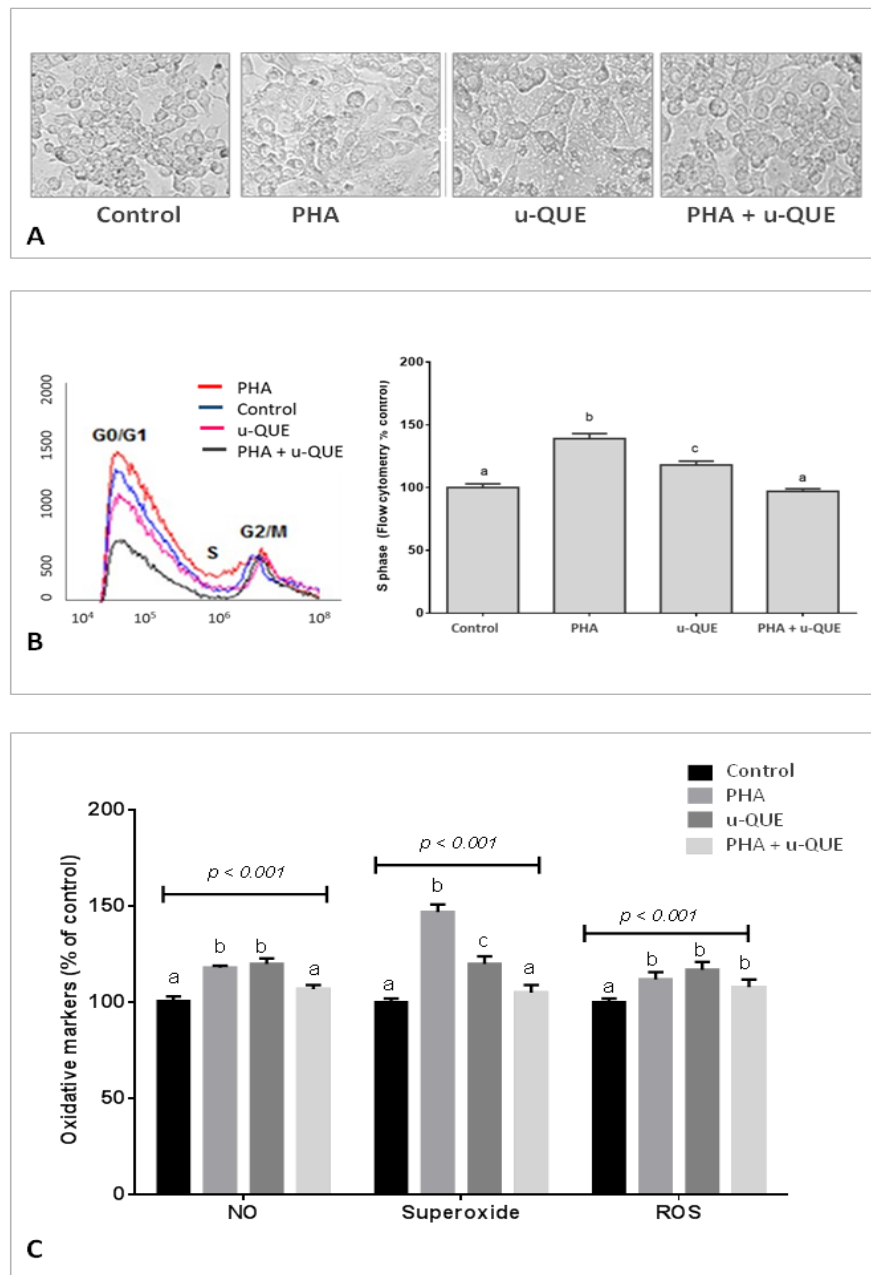 Control PHA u-QUE PHA + u-QUE
A
2000
1500
1000
500
0
G0/G1
S
G2/M
PHA
Control
u-QUE
PHA + u-QUE
10⁴ 10⁵ 10⁶ 10⁸
B
S phase (Flow cytometry % control)
200
150
100
50
0
a
b
c
a
Control PHA u-QUE PHA + u-QUE
Control
PHA
u-QUE
PHA + u-QUE
Oxidative markers (% of control)
200
150
100
50
0
p < 0.001
a b b a
p < 0.001
a b c a
p < 0.001
a b b b
NO Superoxide ROS
C